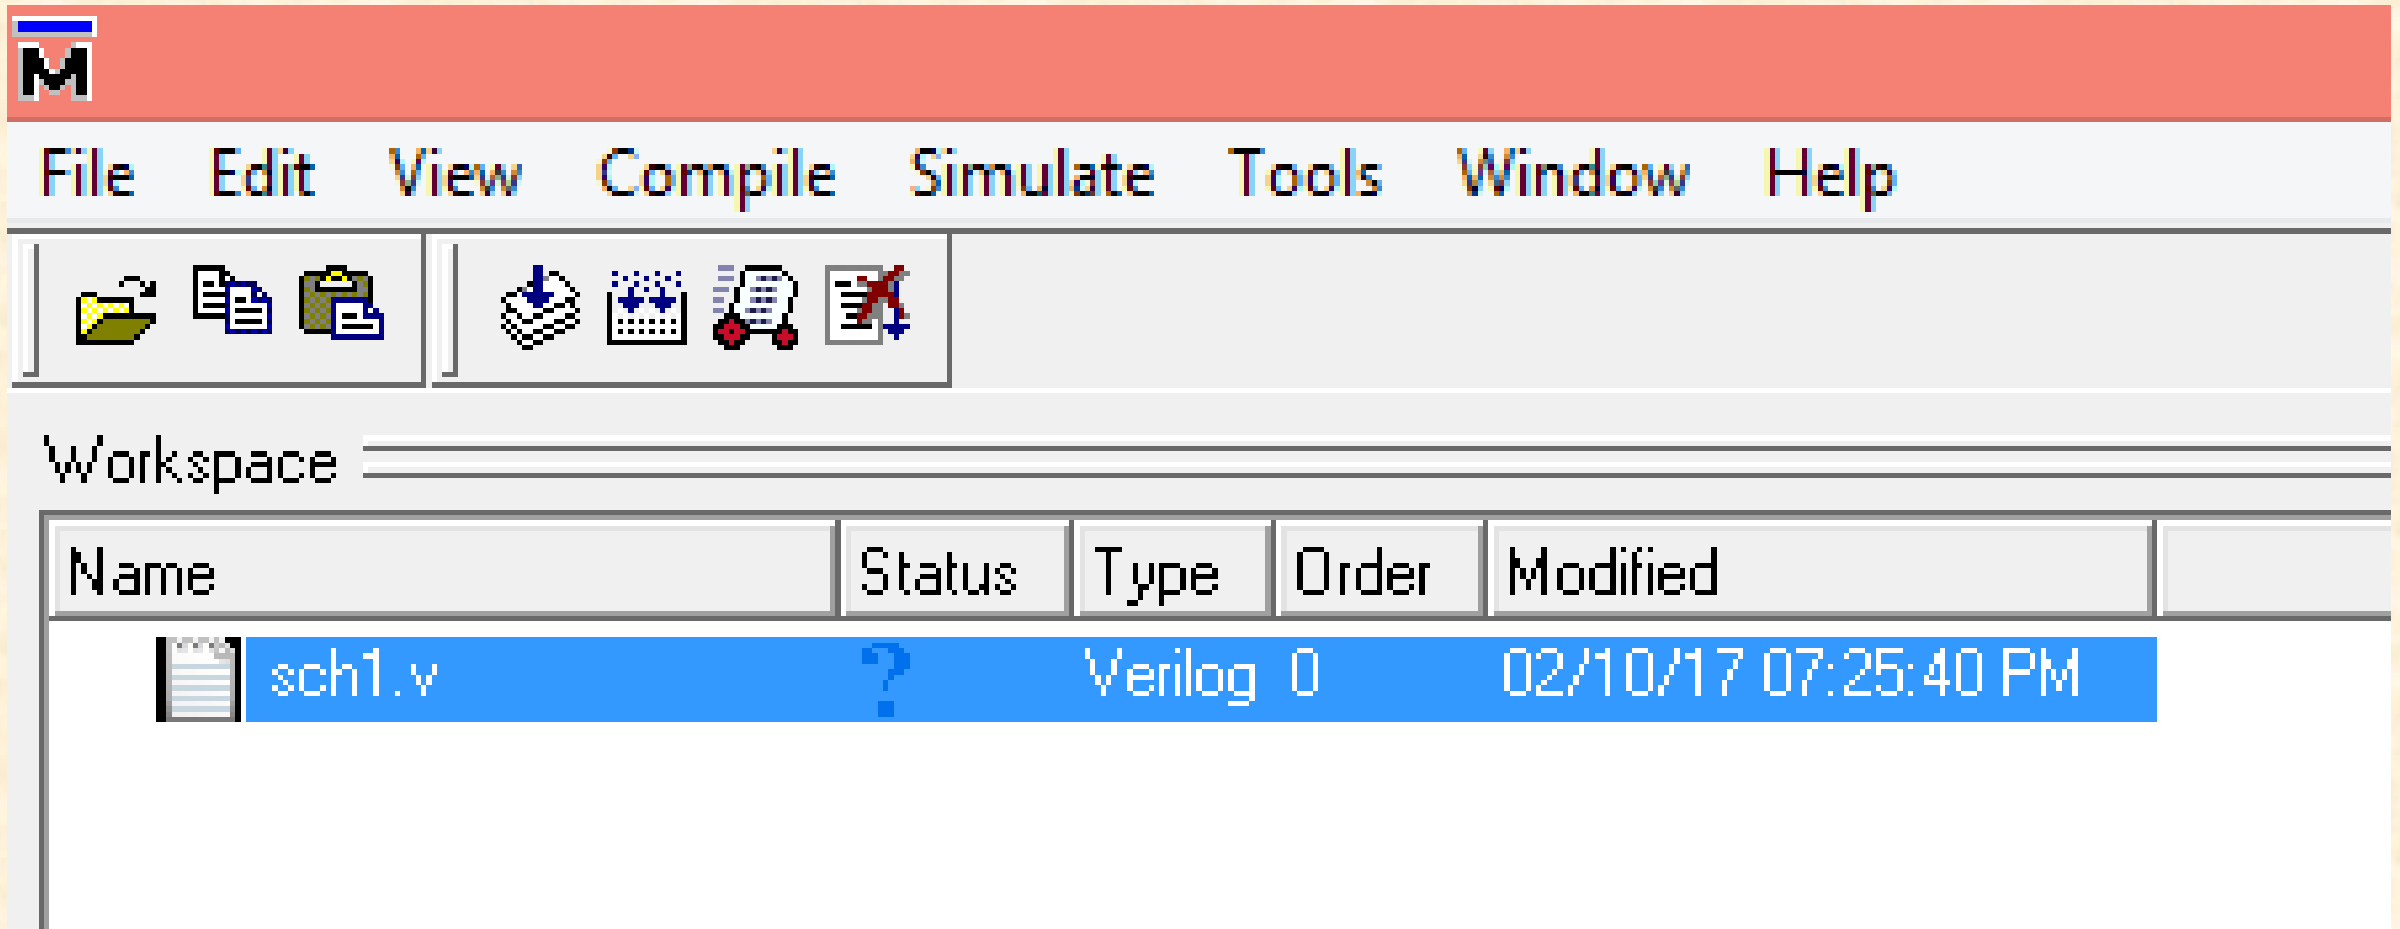 M
File Edit View Compile Simulate Tools Window Help
Workspace
Name Status Type Order Modified
sch1.v ? Verilog 0 02/10/17 07:25:40 PM